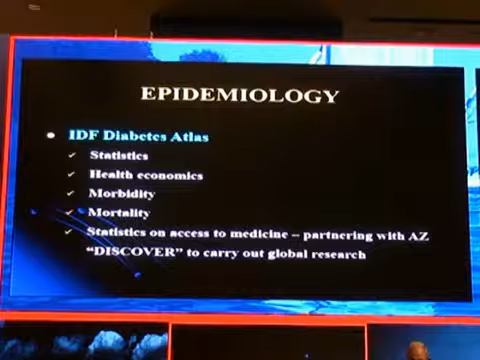 EPIDEMIOLOGY
• IDF Diabetes Atlas
✓ Statistics
✓ Health economics
✓ Morbidity
✓ Mortality
✓ Statistics on access to medicine – partnering with AZ
“DISCOVER” to carry out global research